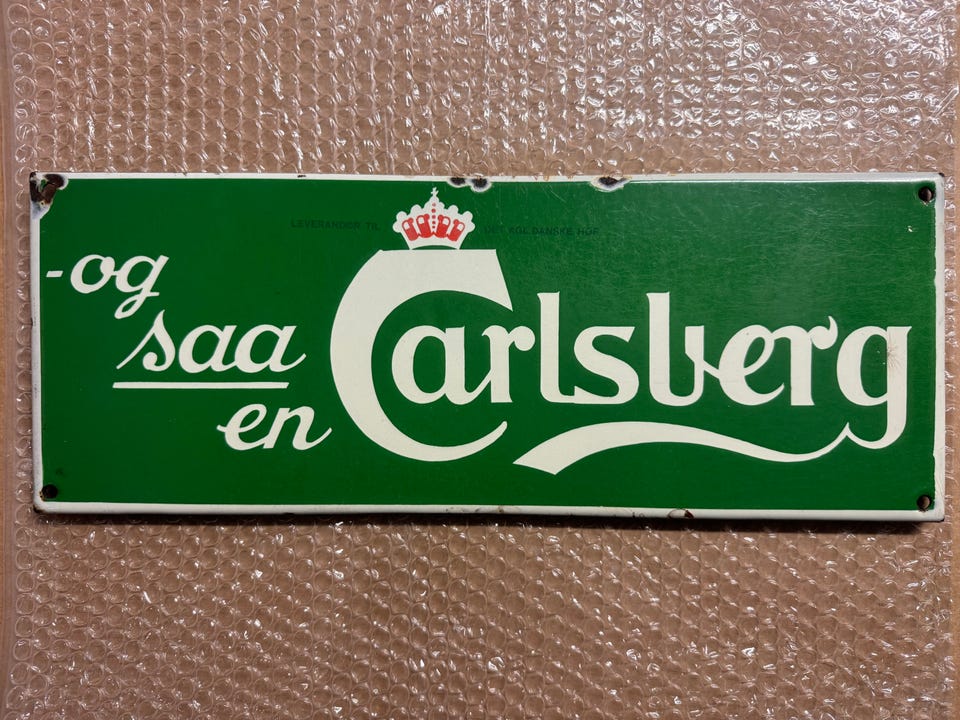 LEVERANDØR TIL DET KGL. DANSKE HOF
-og
saa
en
Carlsberg